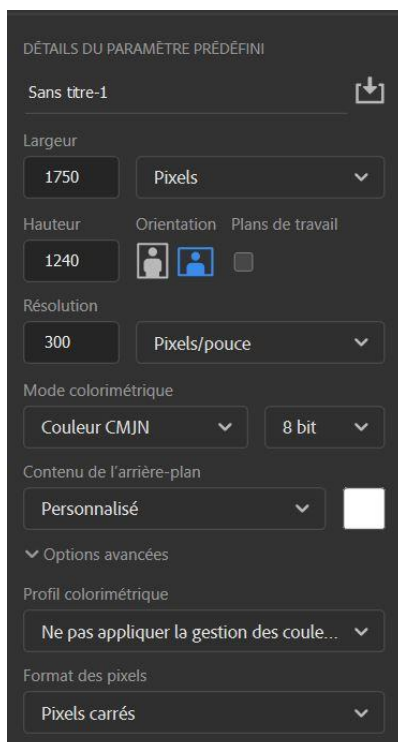 DÉTAILS DU PARAMÈTRE PRÉDÉFINI
Sans titre-1
Largeur
1750 Pixels
Hauteur Orientation Plans de travail
1240
Résolution
300 Pixels/pouce
Mode colorimétrique
Couleur CMJN 8 bit
Contenu de l'arrière-plan
Personnalisé
Options avancées
Profil colorimétrique
Ne pas appliquer la gestion des coule...
Format des pixels
Pixels carrés